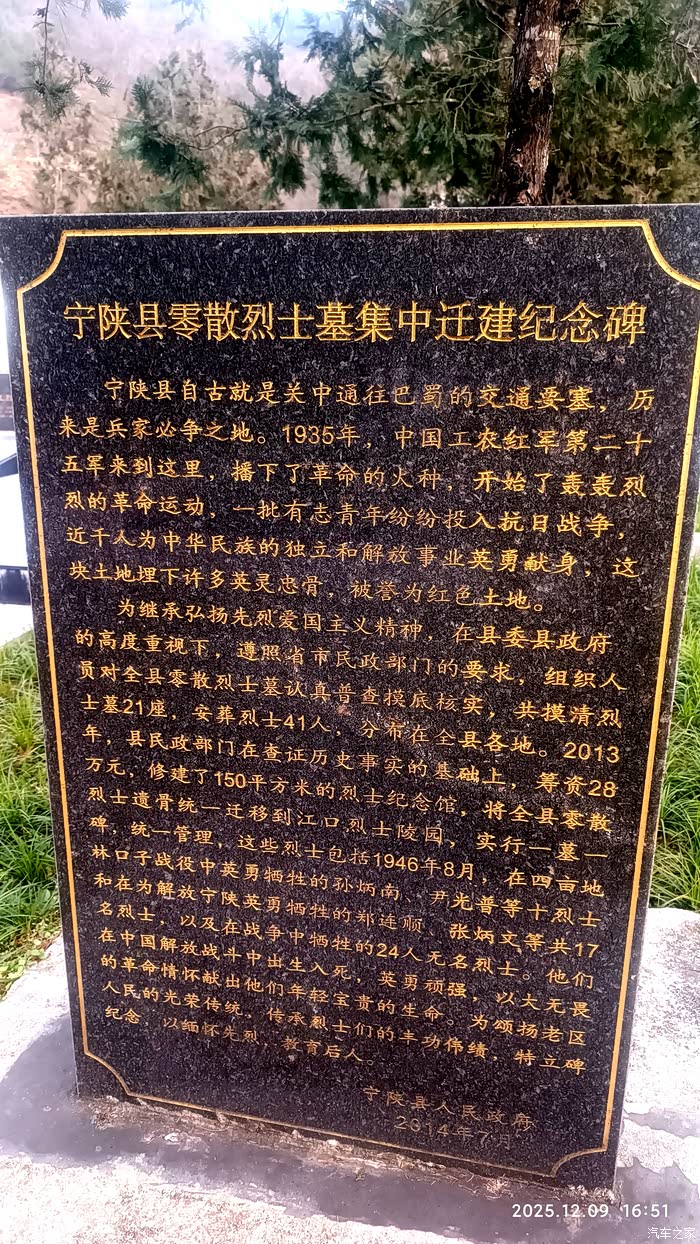 宁陕县零散烈士墓集中迁建纪念碑
宁陕县自古就是关中通往巴蜀的交通要塞，历
来是兵家必争之地。1935年，中国工农红军第二十
五军来到这里，播下了革命的火种，开始了轰轰烈
烈的革命运动，一批有志青年纷纷投入抗日战争，
近千人为中华民族的独立和解放事业英勇献身，这
块土地埋下许多英灵忠骨，被誉为红色土地。
为继承弘扬先烈爱国主义精神，在县委县政府
的高度重视下，遵照省市民政部门的要求，组织人
员对全县零散烈士墓认真普查摸底核实，共摸清烈
士墓21座，安葬烈士41人，分布在全县各地。2013
年，县民政部门在查证历史事实的基础上，筹资28
万元，修建了150平方米的烈士纪念馆，将全县零散
烈士遗骨统一迁移到江口烈士陵园，实行一墓一
碑，统一管理，这些烈士包括1946年8月，在四亩地
林口子战役中英勇牺牲的孙炳南、尹光普等十烈士
和在为解放宁陕英勇牺牲的郑连顺 张炳文等共17
名烈士，以及在战争中牺牲的24人无名烈士。他们
在中国解放战斗中出生入死，英勇顽强，以大无畏
的革命情怀献出他们年轻宝贵的生命。为颂扬老区
人民的光荣传统，传承烈士们的丰功伟绩，特立碑
纪念，以缅怀先烈，教育后人。
宁陕县人民政府
2014年7月
2025.12.09 16:51
汽车之家